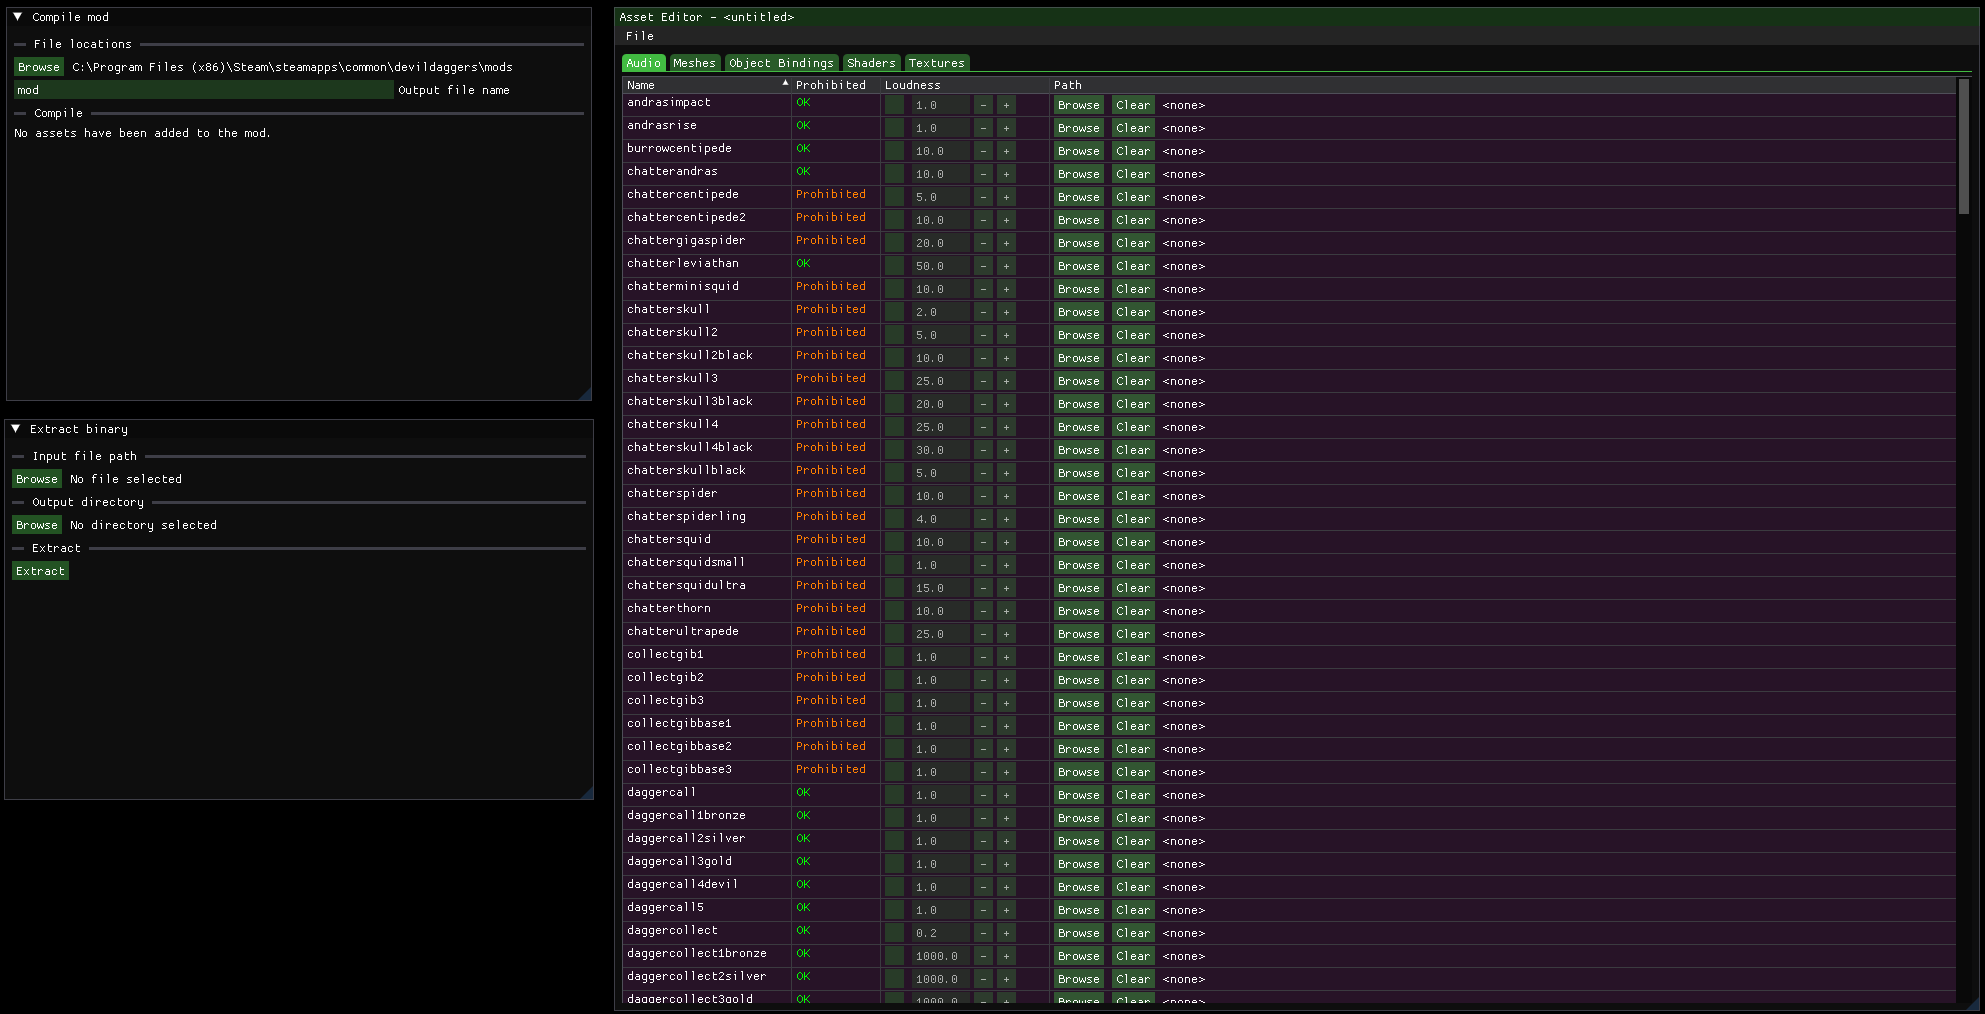 ▼ Compile mod
File locations
Browse C:\Program Files (x86)\Steam\steamapps\common\devildaggers\mods
mod Output file name
Compile
No assets have been added to the mod.
▼ Extract binary
Input file path
Browse No file selected
Output directory
Browse No directory selected
Extract
Extract
Asset Editor - <untitled>
File
Audio Meshes Object Bindings Shaders Textures
Name Prohibited Loudness Path
andrasimpact OK 1.0 - + Browse Clear <none>
andrasrise OK 1.0 - + Browse Clear <none>
burrowcentipede OK 10.0 - + Browse Clear <none>
chatterandras OK 10.0 - + Browse Clear <none>
chattercentipede Prohibited 5.0 - + Browse Clear <none>
chattercentipede2 Prohibited 10.0 - + Browse Clear <none>
chattergigaspider Prohibited 20.0 - + Browse Clear <none>
chatterleviathan OK 50.0 - + Browse Clear <none>
chatterminisquid Prohibited 10.0 - + Browse Clear <none>
chatterskull Prohibited 2.0 - + Browse Clear <none>
chatterskull2 Prohibited 5.0 - + Browse Clear <none>
chatterskull2black Prohibited 10.0 - + Browse Clear <none>
chatterskull3 Prohibited 25.0 - + Browse Clear <none>
chatterskull3black Prohibited 20.0 - + Browse Clear <none>
chatterskull4 Prohibited 25.0 - + Browse Clear <none>
chatterskull4black Prohibited 30.0 - + Browse Clear <none>
chatterskullblack Prohibited 5.0 - + Browse Clear <none>
chatterspider Prohibited 10.0 - + Browse Clear <none>
chatterspiderling Prohibited 4.0 - + Browse Clear <none>
chattersquid Prohibited 10.0 - + Browse Clear <none>
chattersquidsmall Prohibited 1.0 - + Browse Clear <none>
chattersquidultra Prohibited 15.0 - + Browse Clear <none>
chatterthorn Prohibited 10.0 - + Browse Clear <none>
chatterultrapede Prohibited 25.0 - + Browse Clear <none>
collectgib1 Prohibited 1.0 - + Browse Clear <none>
collectgib2 Prohibited 1.0 - + Browse Clear <none>
collectgib3 Prohibited 1.0 - + Browse Clear <none>
collectgibbase1 Prohibited 1.0 - + Browse Clear <none>
collectgibbase2 Prohibited 1.0 - + Browse Clear <none>
collectgibbase3 Prohibited 1.0 - + Browse Clear <none>
daggercall OK 1.0 - + Browse Clear <none>
daggercall1bronze OK 1.0 - + Browse Clear <none>
daggercall2silver OK 1.0 - + Browse Clear <none>
daggercall3gold OK 1.0 - + Browse Clear <none>
daggercall4devil OK 1.0 - + Browse Clear <none>
daggercall5 OK 1.0 - + Browse Clear <none>
daggercollect OK 0.2 - + Browse Clear <none>
daggercollect1bronze OK 1000.0 - + Browse Clear <none>
daggercollect2silver OK 1000.0 - + Browse Clear <none>
daggercollect3gold OK 1000.0 - + Browse Clear <none>